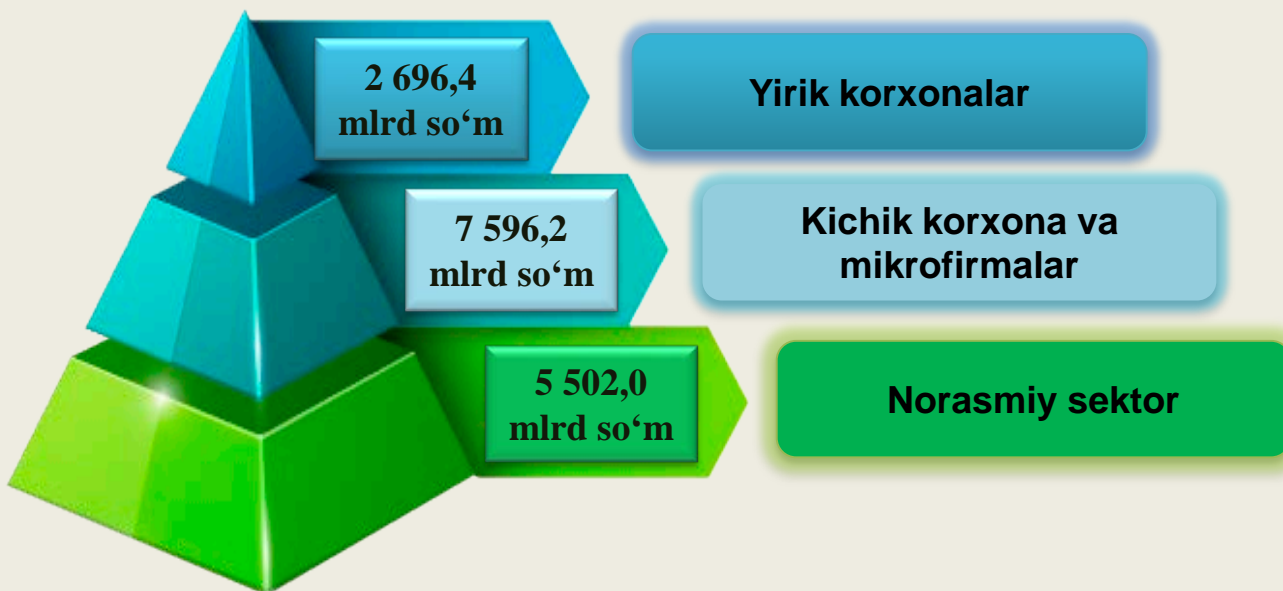 2 696,4
mlrd so‘m
Yirik korxonalar
7 596,2
mlrd so‘m
Kichik korxona va
mikrofirmalar
5 502,0
mlrd so‘m
Norasmiy sektor